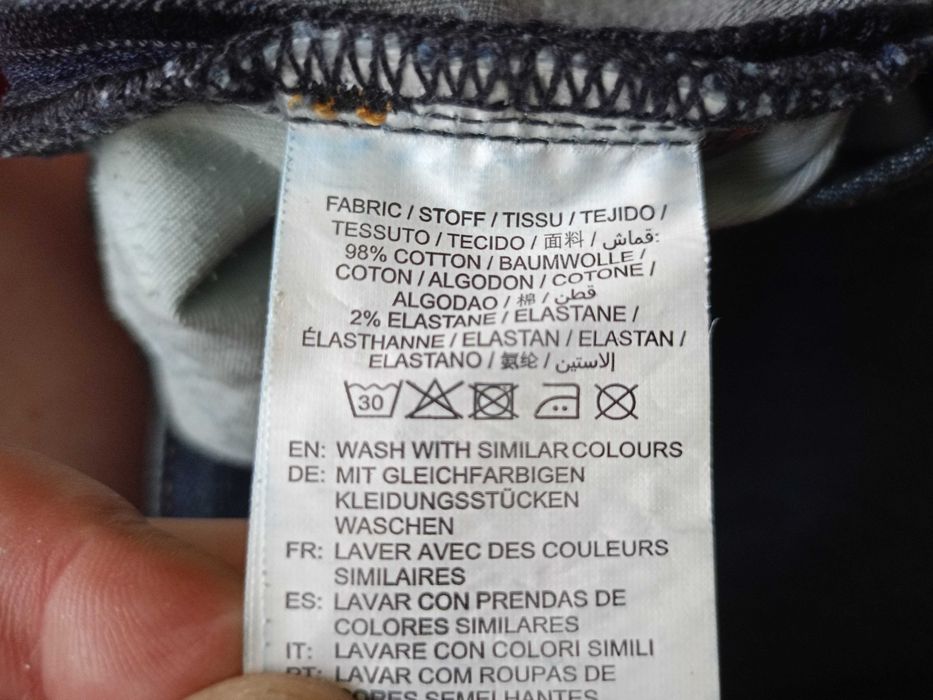 FABRIC / STOFF / TISSU / TEJIDO /
TESSUTO / TECIDO / 面料 / قماش:
98% COTTON / BAUMWOLLE /
COTON / ALGODON / COTONE /
ALGODAO / 棉 / قطن
2% ELASTANE / ELASTANE /
ÉLASTHANNE / ELASTAN / ELASTAN /
ELASTANO / 氨纶 / إلاستين
30
EN: WASH WITH SIMILAR COLOURS
DE: MIT GLEICHFARBIGEN
KLEIDUNGSSTÜCKEN
WASCHEN
FR: LAVER AVEC DES COULEURS
SIMILAIRES
ES: LAVAR CON PRENDAS DE
COLORES SIMILARES
IT: LAVARE CON COLORI SIMILI
PT: LAVAR COM ROUPAS DE
SEMELHANTES